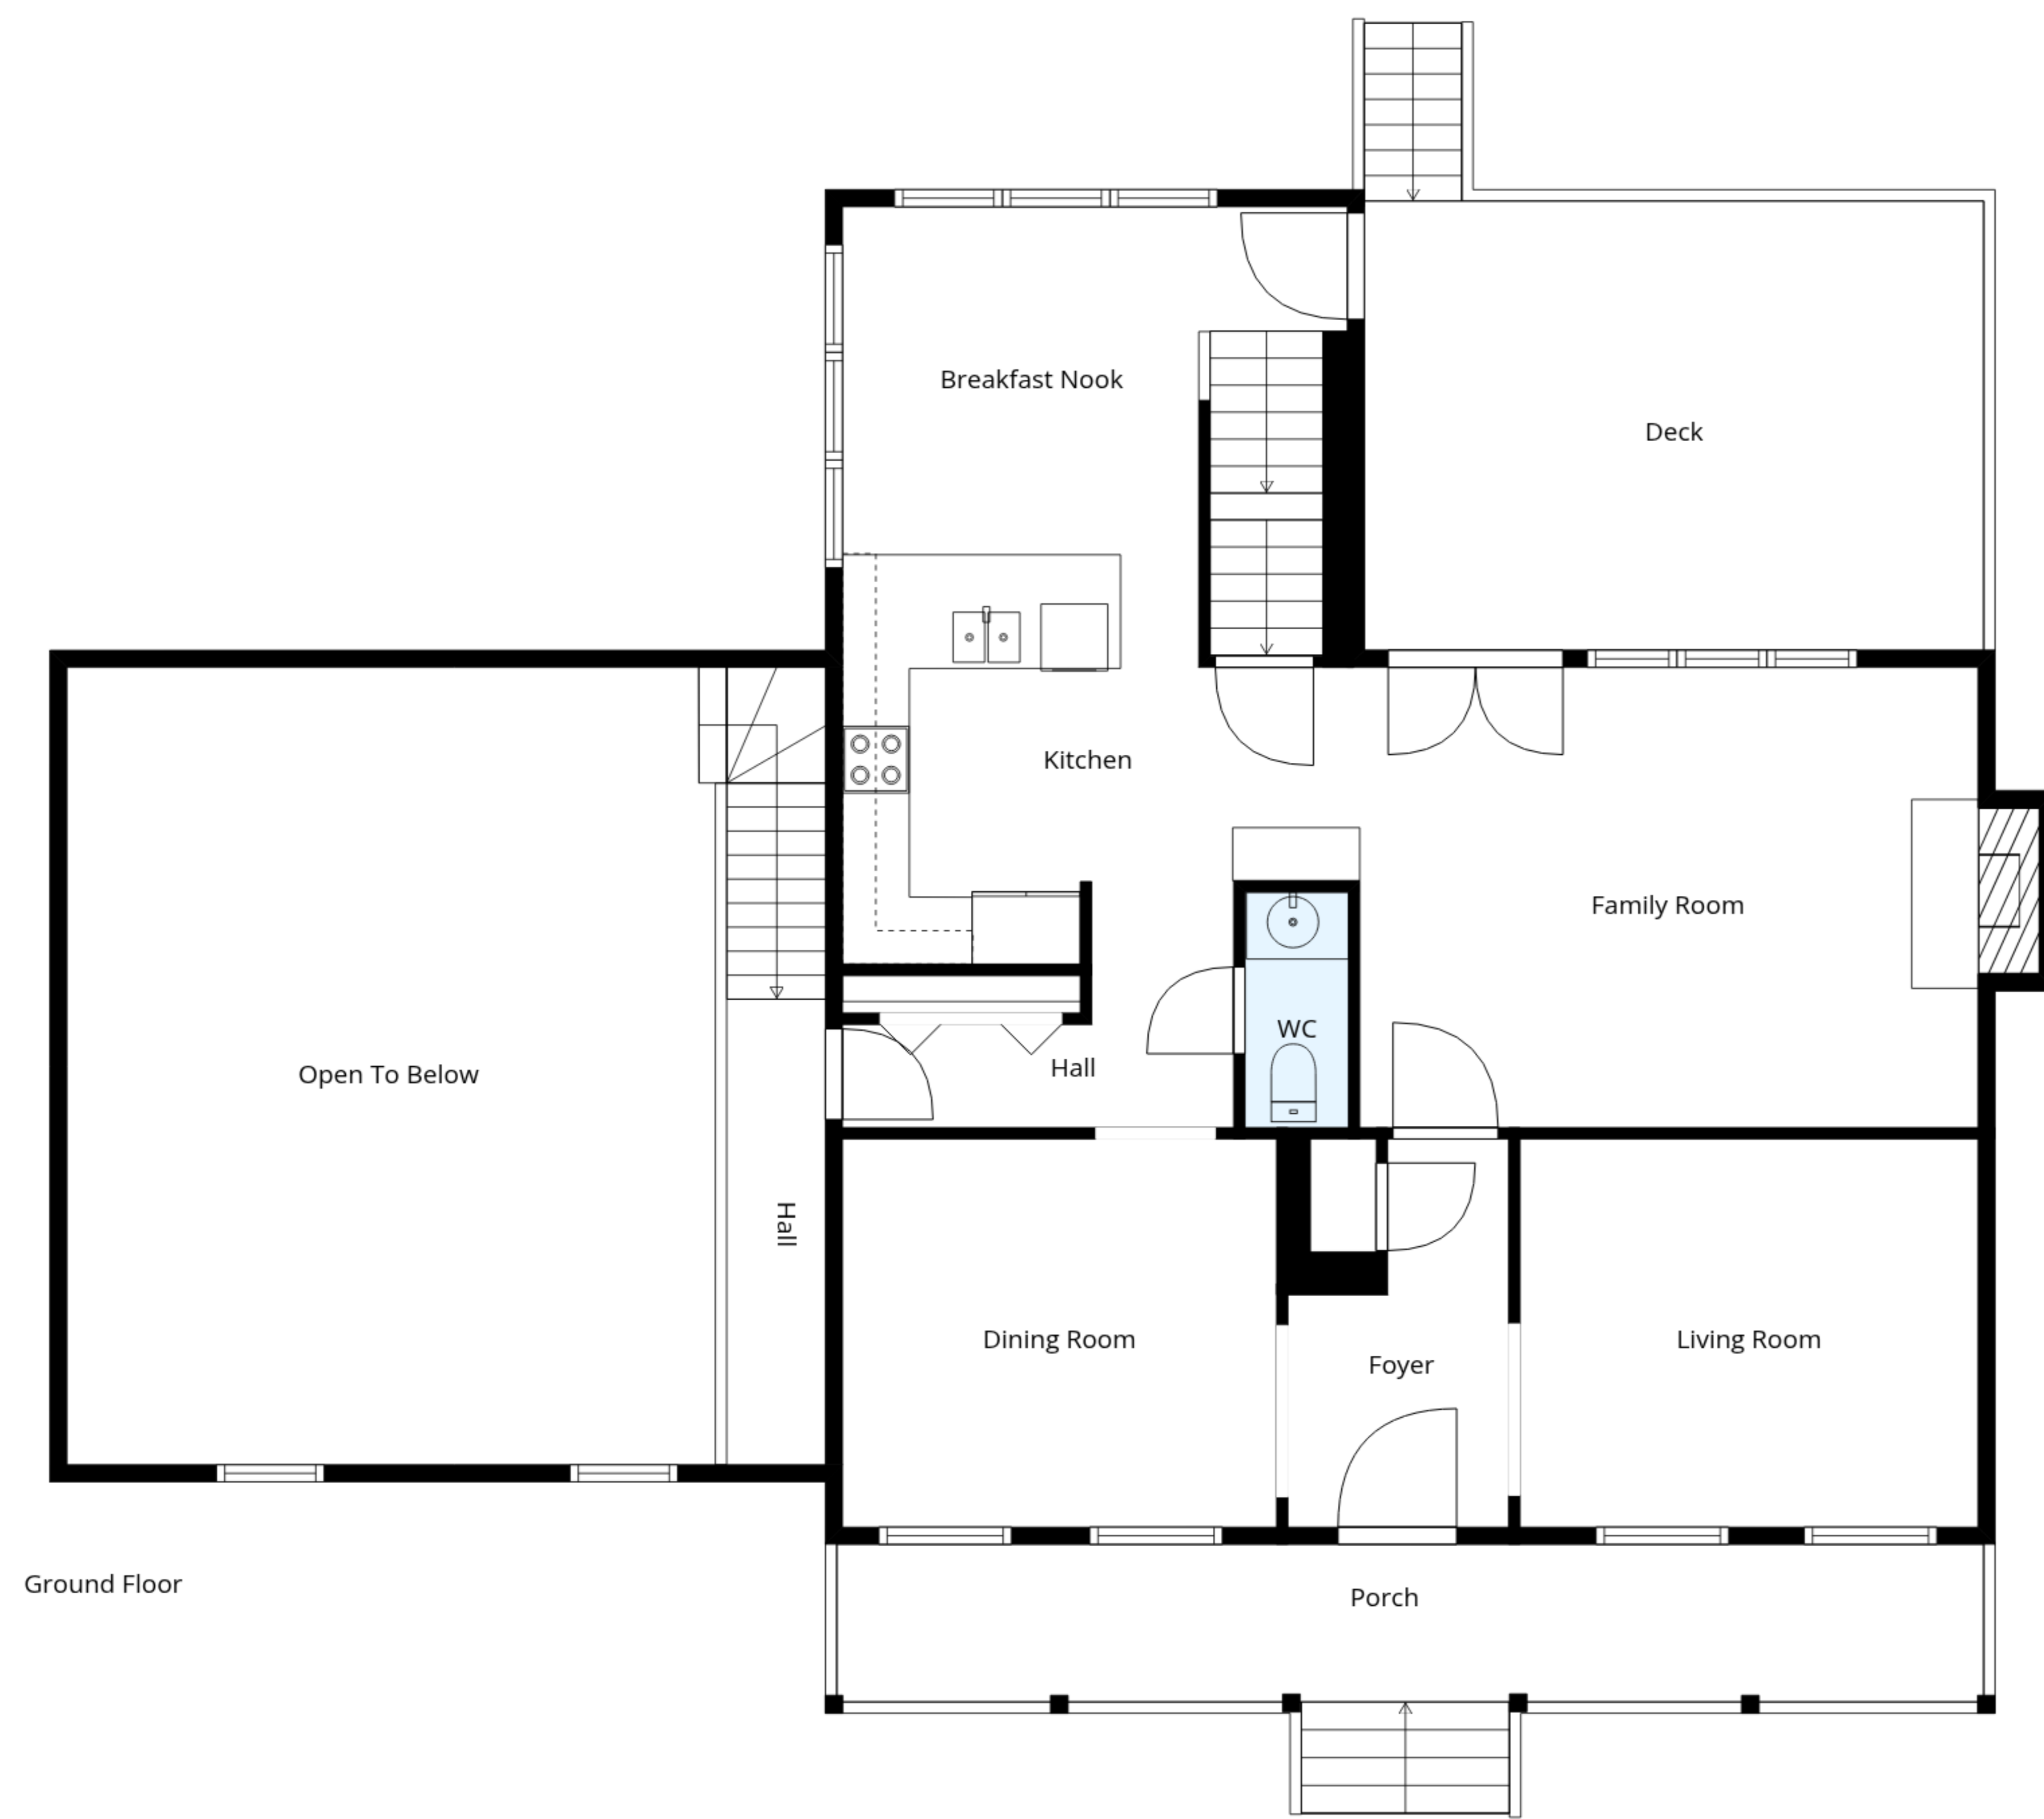 Breakfast Nook
Deck
Kitchen
Family Room
WC
Hall
Open To Below
Hall
Dining Room
Living Room
Foyer
Ground Floor
Porch